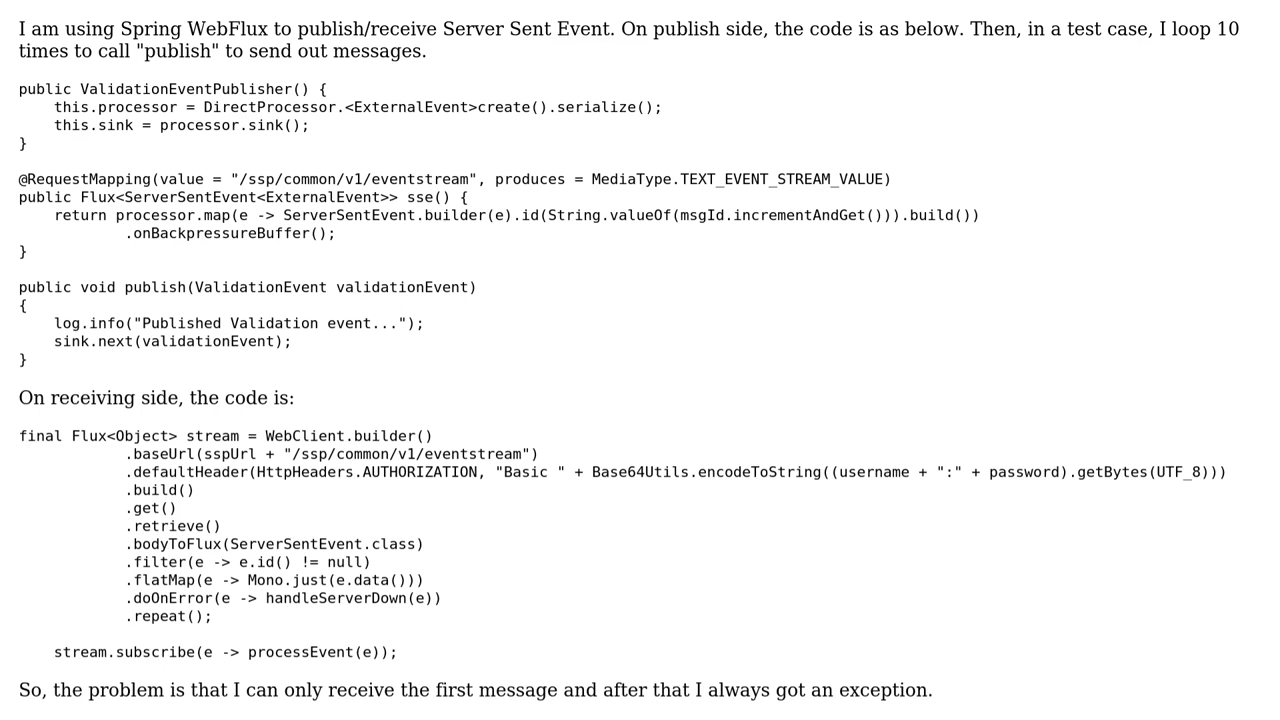 I am using Spring WebFlux to publish/receive Server Sent Event. On publish side, the code is as below. Then, in a test case, I loop 10
times to call "publish" to send out messages.
public ValidationEventPublisher() {
    this.processor = DirectProcessor.<ExternalEvent>create().serialize();
    this.sink = processor.sink();
}
@RequestMapping(value = "/ssp/common/v1/eventstream", produces = MediaType.TEXT_EVENT_STREAM_VALUE)
public Flux<ServerSentEvent<ExternalEvent>> sse() {
    return processor.map(e -> ServerSentEvent.builder(e).id(String.valueOf(msgId.incrementAndGet())).build())
            .onBackpressureBuffer();
}
public void publish(ValidationEvent validationEvent)
{
    log.info("Published Validation event...");
    sink.next(validationEvent);
}
On receiving side, the code is:
final Flux<Object> stream = WebClient.builder()
            .baseUrl(sspUrl + "/ssp/common/v1/eventstream")
            .defaultHeader(HttpHeaders.AUTHORIZATION, "Basic " + Base64Utils.encodeToString((username + ":" + password).getBytes(UTF_8)))
            .build()
            .get()
            .retrieve()
            .bodyToFlux(ServerSentEvent.class)
            .filter(e -> e.id() != null)
            .flatMap(e -> Mono.just(e.data()))
            .doOnError(e -> handleServerDown(e))
            .repeat();
    stream.subscribe(e -> processEvent(e));
So, the problem is that I can only receive the first message and after that I always got an exception.